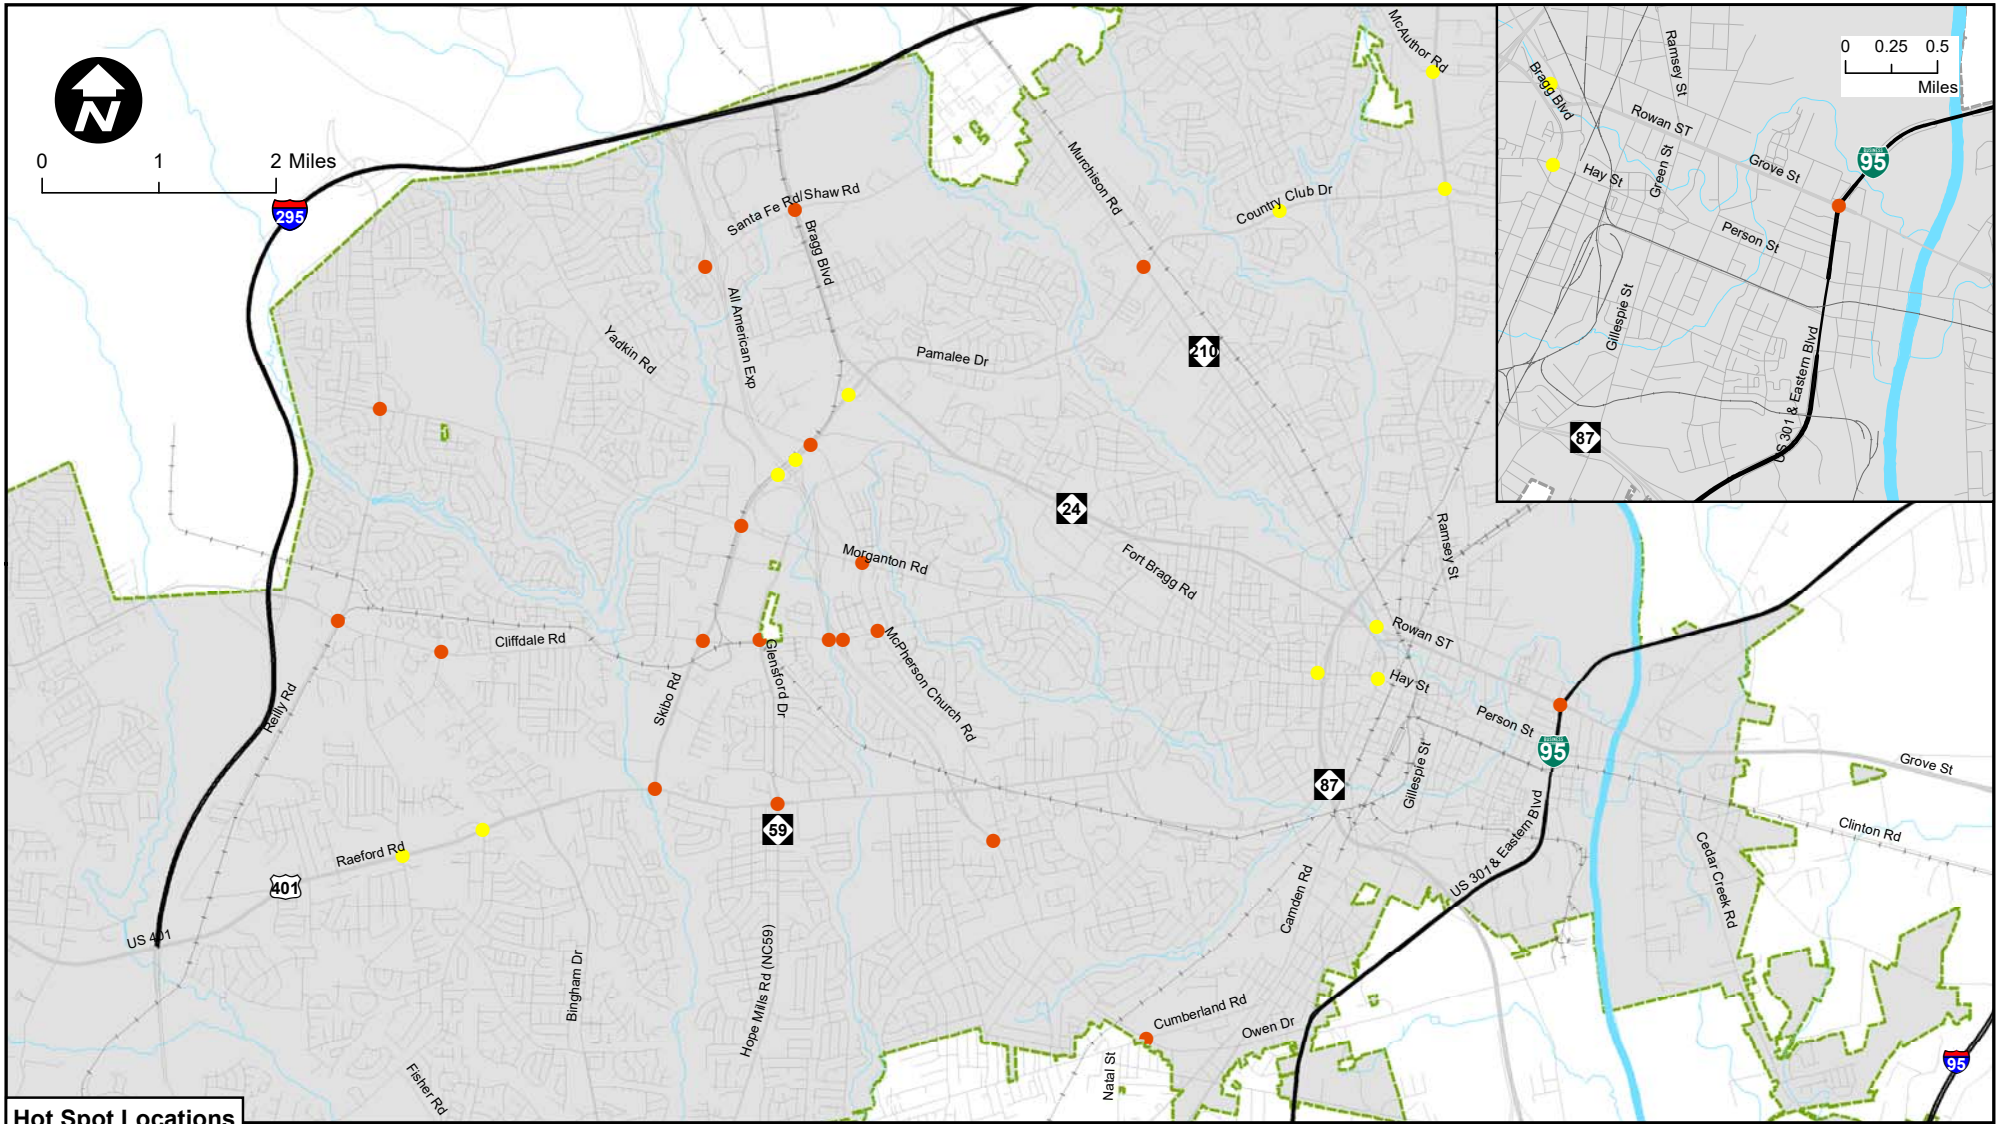 N
0 1 2 Miles
295
McAuthor Rd
Murchison Rd
Country Club Dr
Santa Fe Rd/Shaw Rd
Bragg Blvd
All American Exp
Yadkin Rd
Pamalee Dr
210
24
Morganton Rd
Fort Bragg Rd
Ramsey St
Cliffdale Rd
Glensford Dr
McPherson Church Rd
Skibo Rd
Reilly Rd
Rowan ST
Hay St
Person St
BUSINESS
95
Gillespie St
87
59
Grove St
Clinton Rd
Cedar Creek Rd
US 301 & Eastern Blvd
Raeford Rd
401
US 401
Camden Rd
Bingham Dr
Hope Mills Rd (NC59)
Cumberland Rd
Owen Dr
Natal St
Fisher Rd
95
Hot Spot Locations
0 0.25 0.5
Miles
Ramsey St
Bragg Blvd
Rowan ST
Green St
Hay St
Grove St
BUSINESS
95
Person St
Gillespie St
US 301 & Eastern Blvd
87